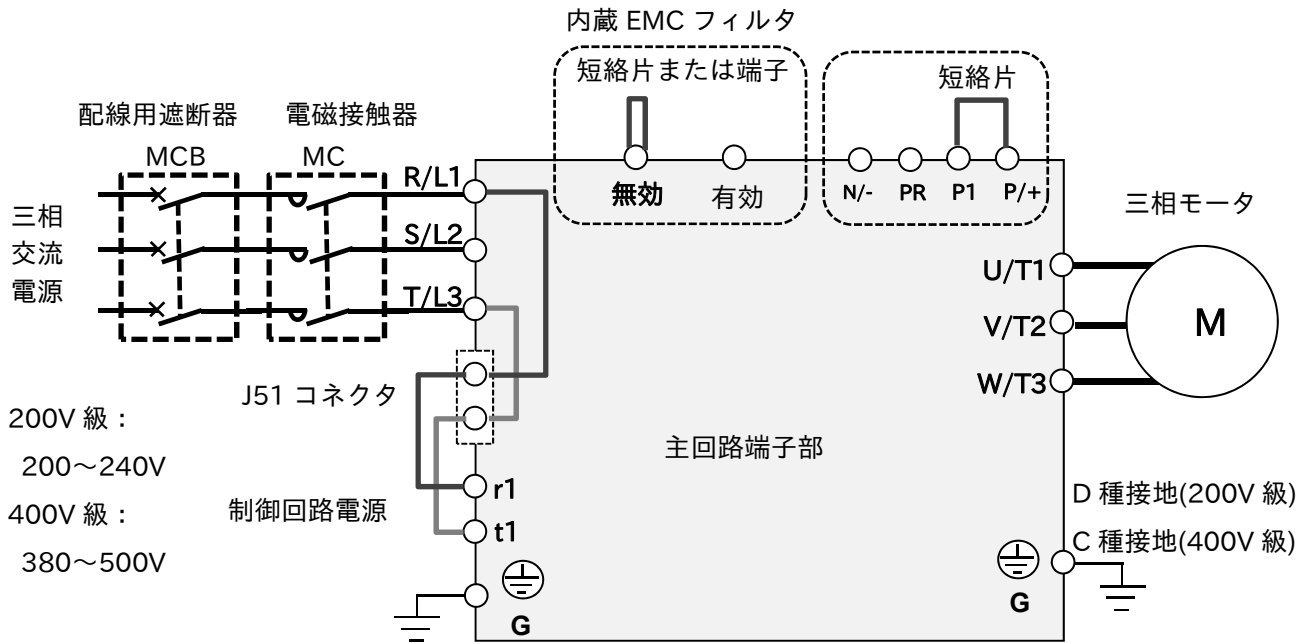 内蔵 EMC フィルタ
短絡片または端子
短絡片
配線用遮断器
電磁接触器
MCB
MC
R/L1
無効
有効
N/-
PR
P1
P/+
三相モータ
三相
交流
電源
S/L2
T/L3
U/T1
V/T2
W/T3
M
J51 コネクタ
200V 級：
200～240V
400V 級：
380～500V
主回路端子部
制御回路電源
r1
t1
D 種接地(200V 級)
C 種接地(400V 級)
G
G